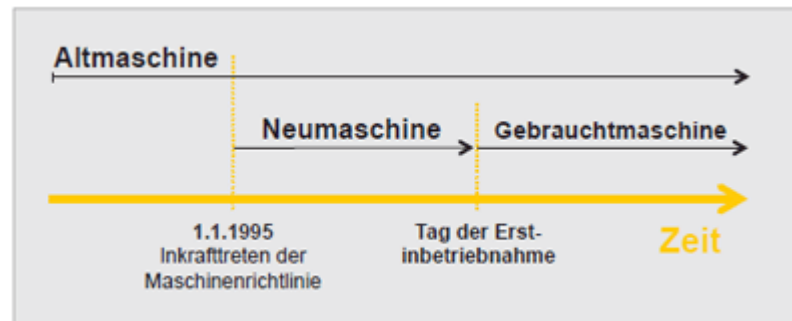 Altmaschine
Neumaschine
Gebrauchtmaschine
1.1.1995
Inkrafttreten der
Maschinenrichtlinie
Tag der Erst-
inbetriebnahme
Zeit